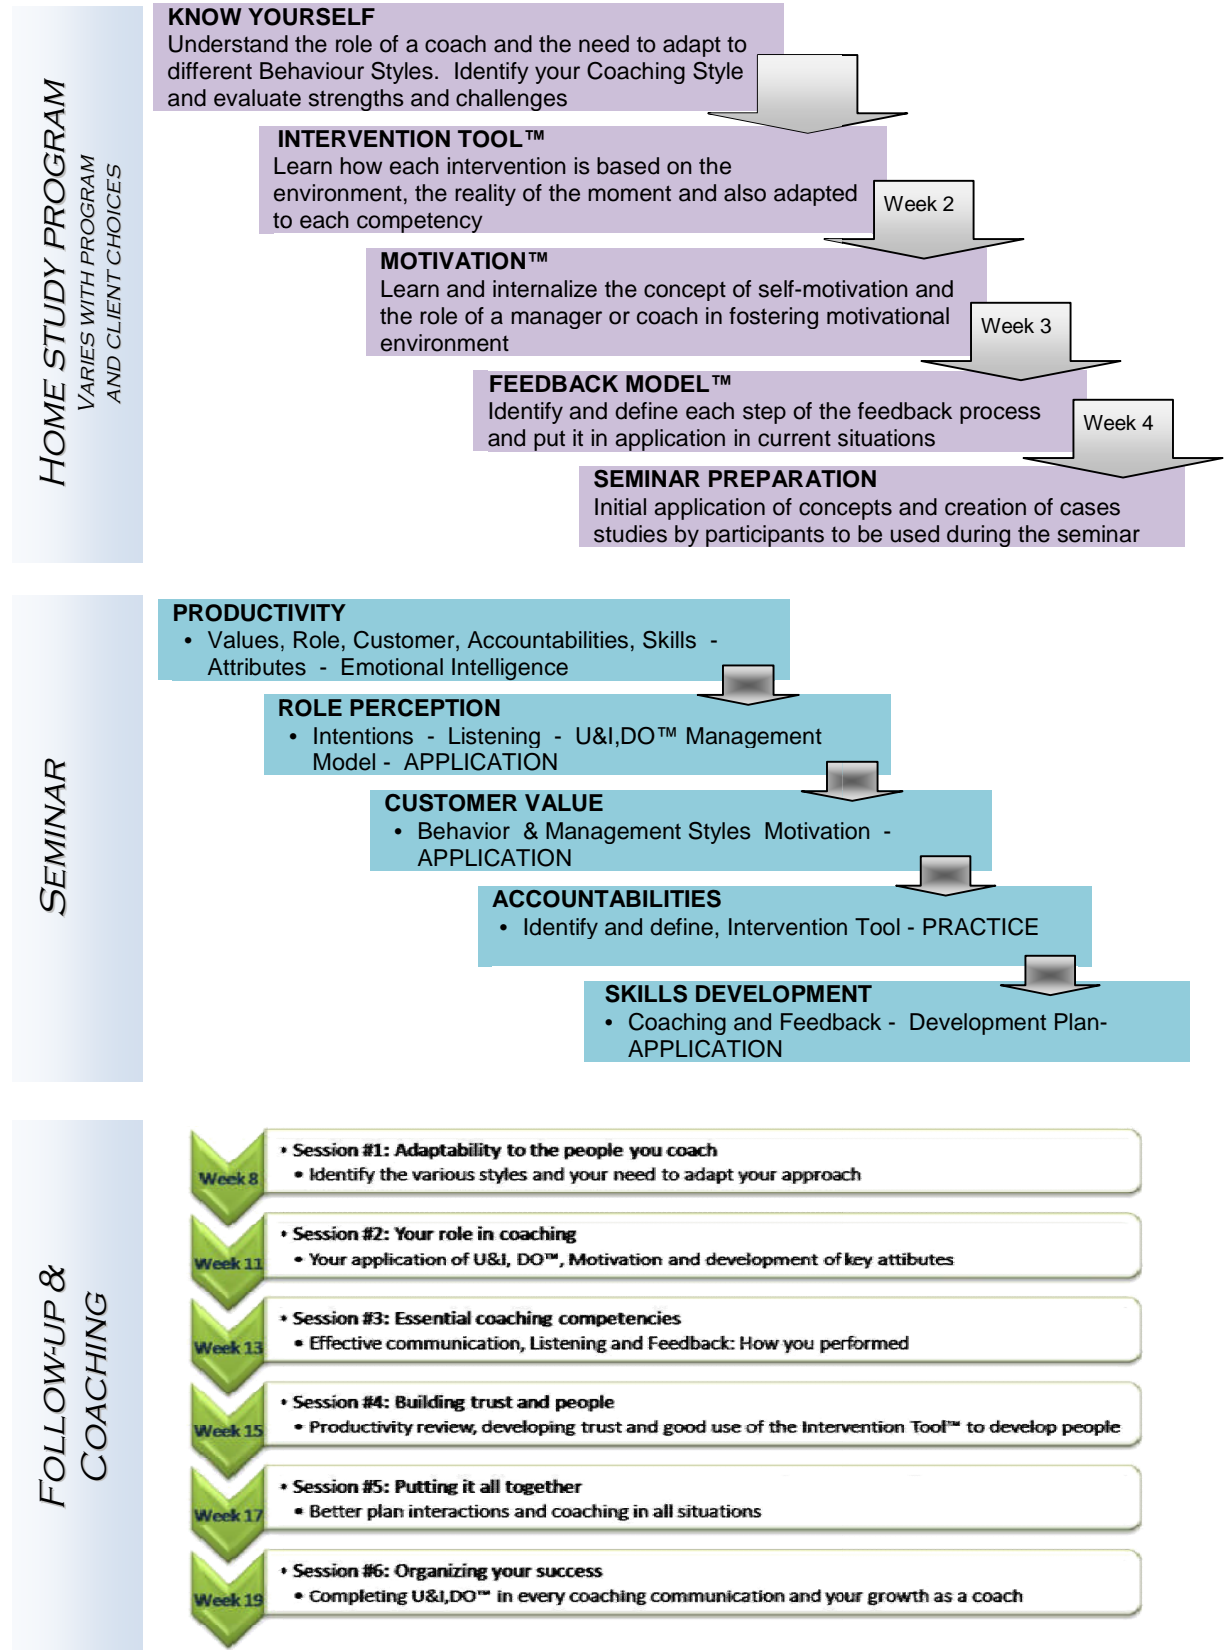 HOME STUDY PROGRAM
VARIES WITH PROGRAM
AND CLIENT CHOICES
KNOW YOURSELF
Understand the role of a coach and the need to adapt to
different Behaviour Styles.  Identify your Coaching Style
and evaluate strengths and challenges
INTERVENTION TOOL™
Learn how each intervention is based on the
environment, the reality of the moment and also adapted
to each competency
Week 2
MOTIVATION™
Learn and internalize the concept of self-motivation and
the role of a manager or coach in fostering motivational
environment
Week 3
FEEDBACK MODEL™
Identify and define each step of the feedback process
and put it in application in current situations
Week 4
SEMINAR PREPARATION
Initial application of concepts and creation of cases
studies by participants to be used during the seminar
SEMINAR
PRODUCTIVITY
• Values, Role, Customer, Accountabilities, Skills -
Attributes - Emotional Intelligence
ROLE PERCEPTION
• Intentions - Listening - U&I,DO™ Management
Model - APPLICATION
CUSTOMER VALUE
• Behavior & Management Styles Motivation -
APPLICATION
ACCOUNTABILITIES
• Identify and define, Intervention Tool - PRACTICE
SKILLS DEVELOPMENT
• Coaching and Feedback - Development Plan-
APPLICATION
FOLLOW-UP &
COACHING
Week 8
• Session #1: Adaptability to the people you coach
• Identify the various styles and your need to adapt your approach
Week 11
• Session #2: Your role in coaching
• Your application of U&I, DO™, Motivation and development of key attibutes
Week 13
• Session #3: Essential coaching competencies
• Effective communication, Listening and Feedback: How you performed
Week 15
• Session #4: Building trust and people
• Productivity review, developing trust and good use of the Intervention Tool™ to develop people
Week 17
• Session #5: Putting it all together
• Better plan interactions and coaching in all situations
Week 19
• Session #6: Organizing your success
• Completing U&I,DO™ in every coaching communication and your growth as a coach